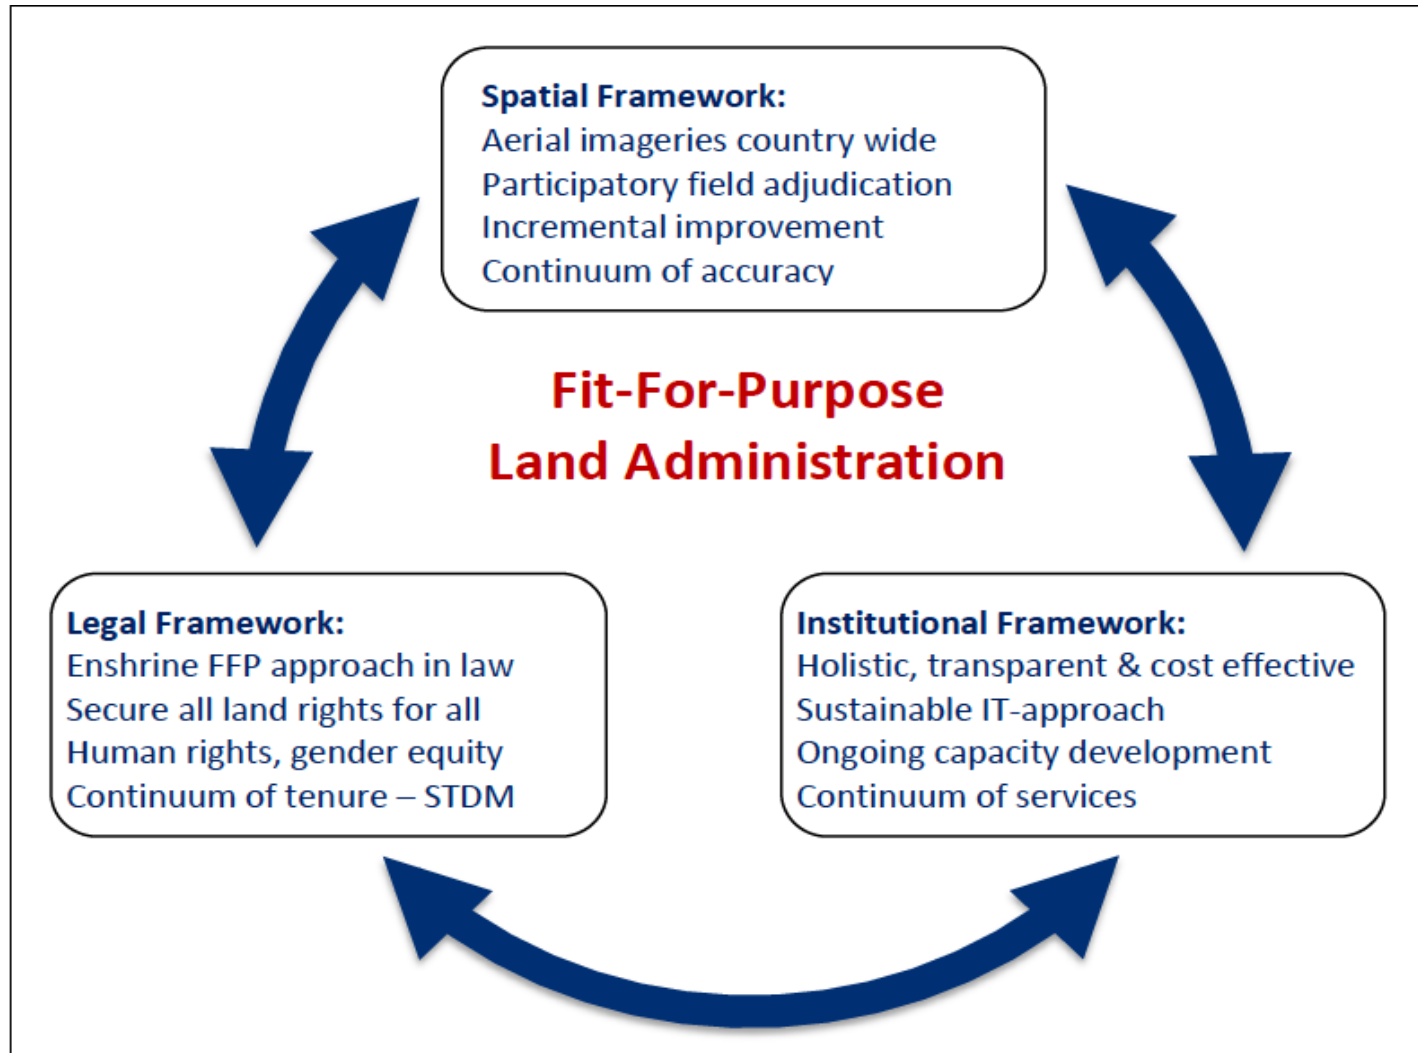 Spatial Framework:
Aerial imageries country wide
Participatory field adjudication
Incremental improvement
Continuum of accuracy
Fit-For-Purpose
Land Administration
Legal Framework:
Enshrine FFP approach in law
Secure all land rights for all
Human rights, gender equity
Continuum of tenure – STDM
Institutional Framework:
Holistic, transparent & cost effective
Sustainable IT-approach
Ongoing capacity development
Continuum of services